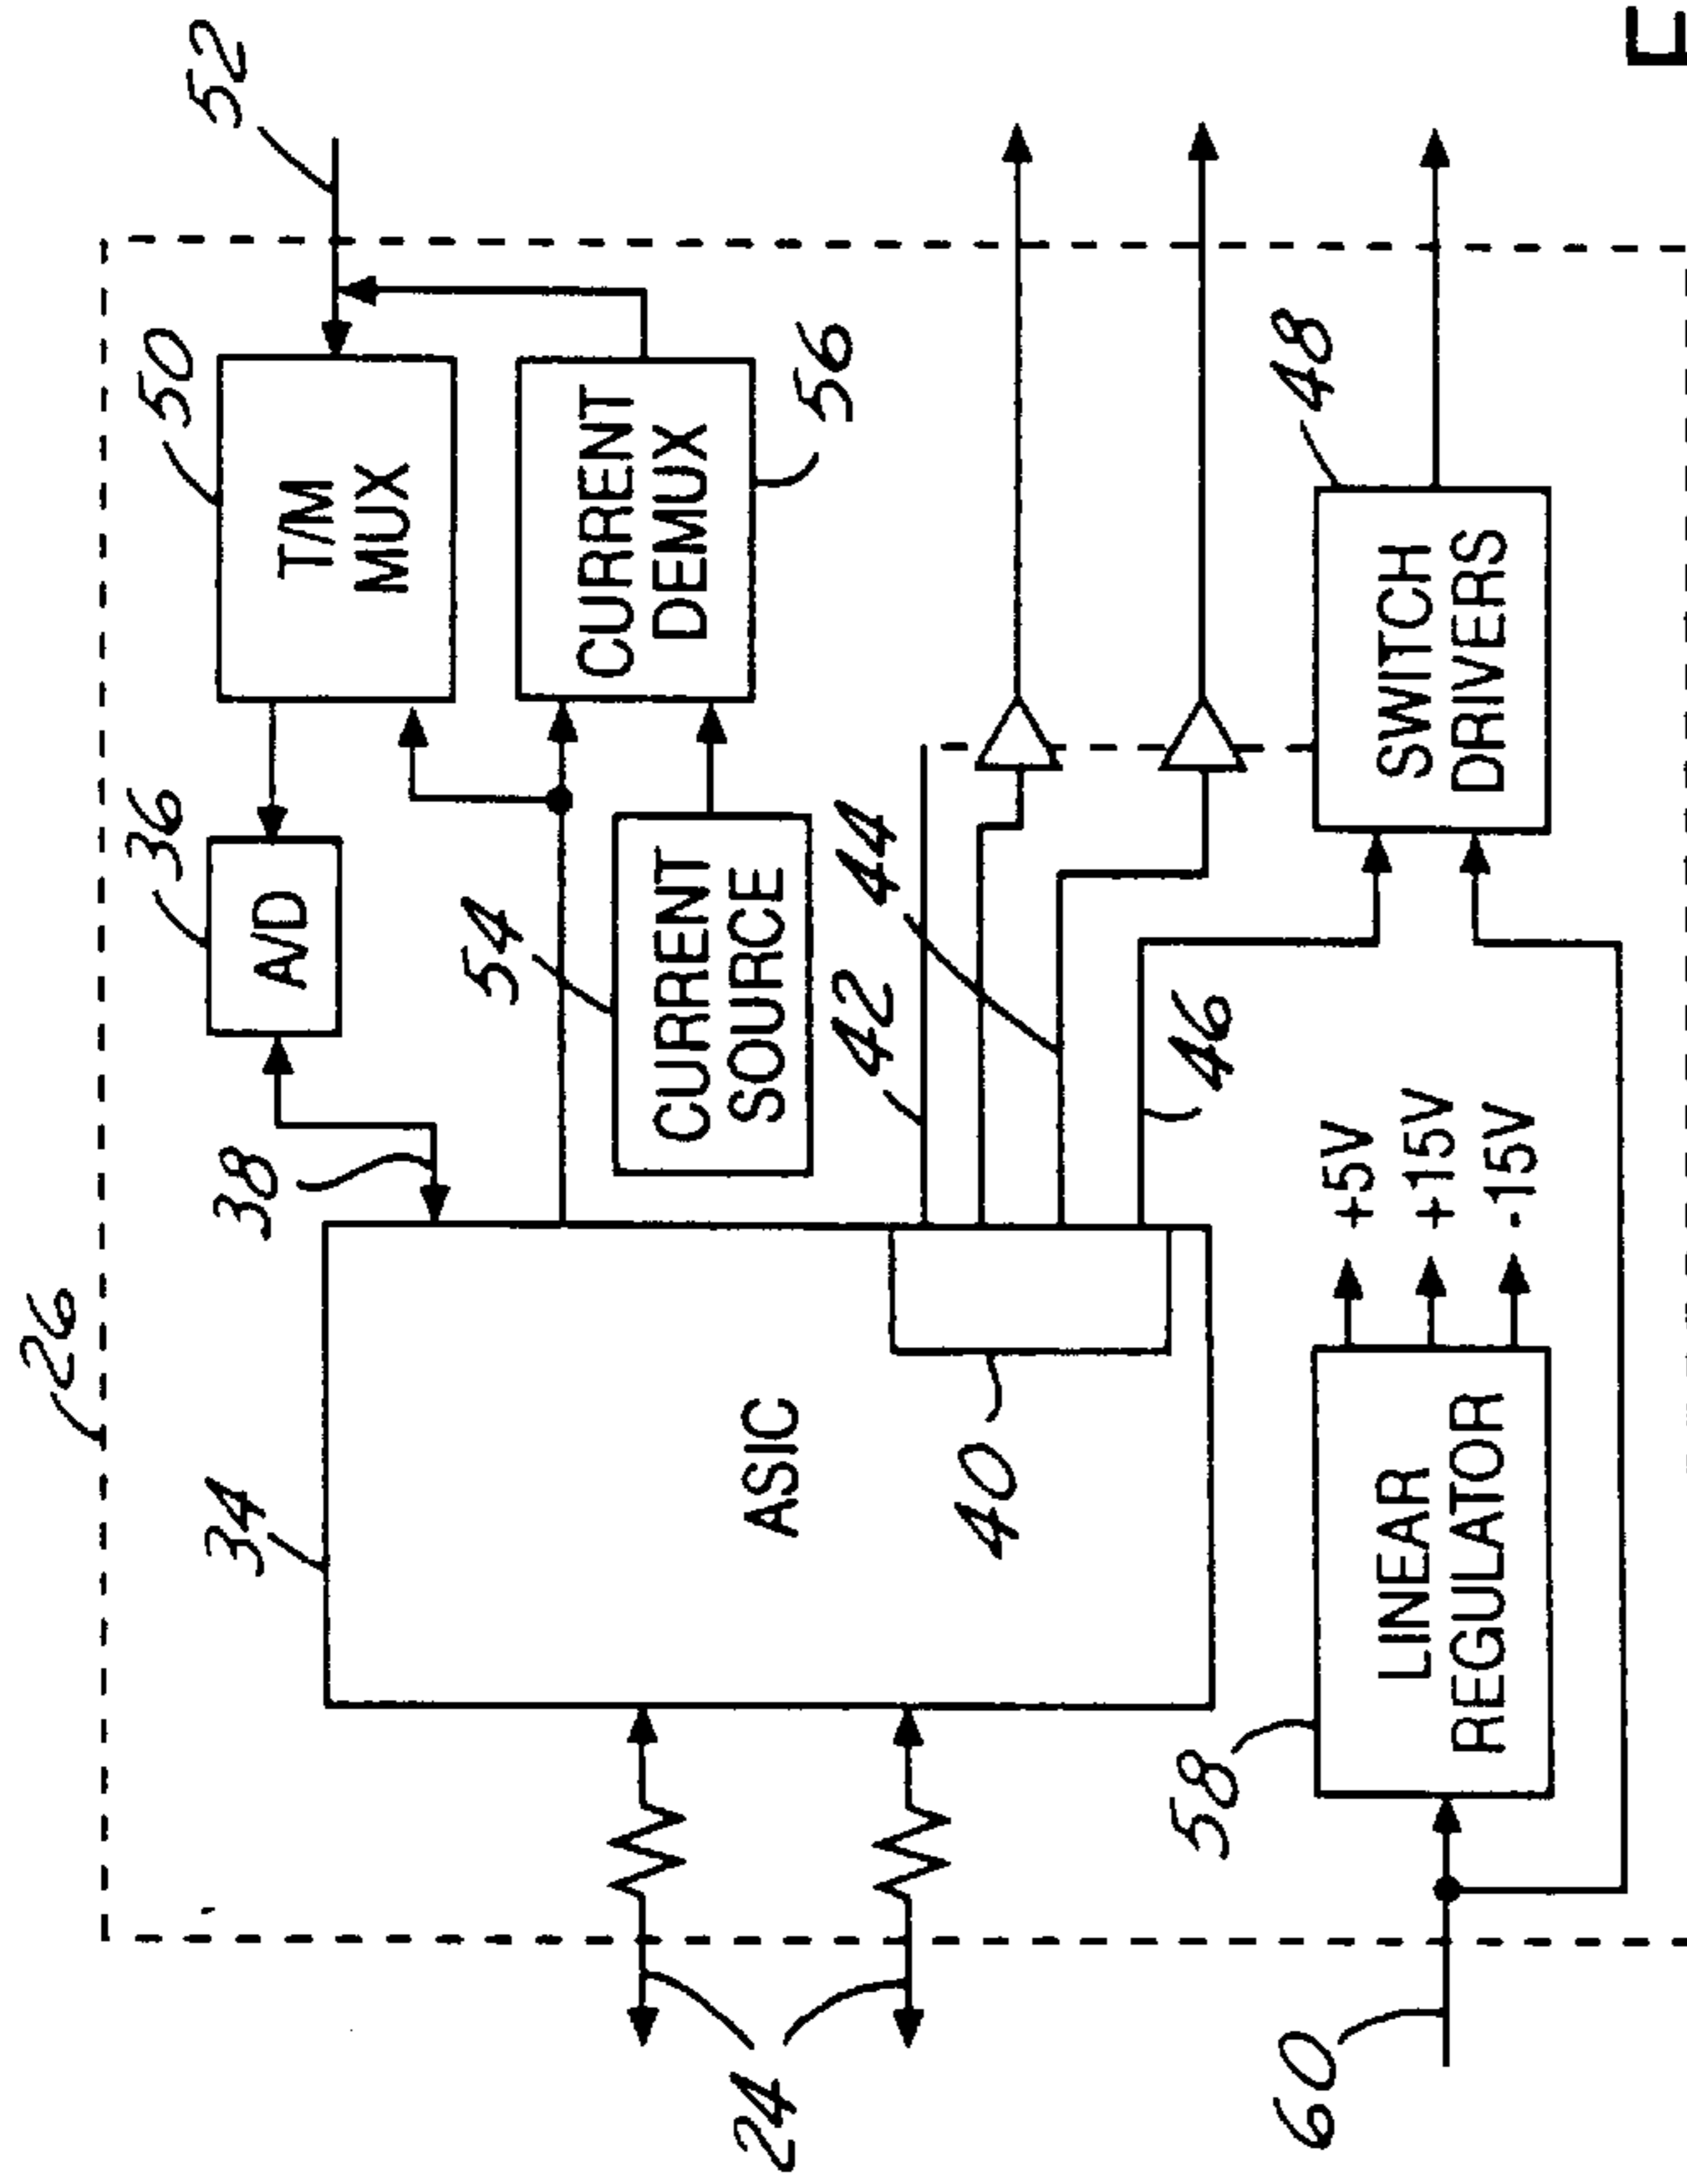 26
34
36
50
52
A/D
T/M
MUX
38
54
CURRENT
DEMUX
56
CURRENT
SOURCE
ASIC
24
40
42
44
46
48
SWITCH
DRIVERS
+5V
+15V
-15V
58
LINEAR
REGULATOR
60